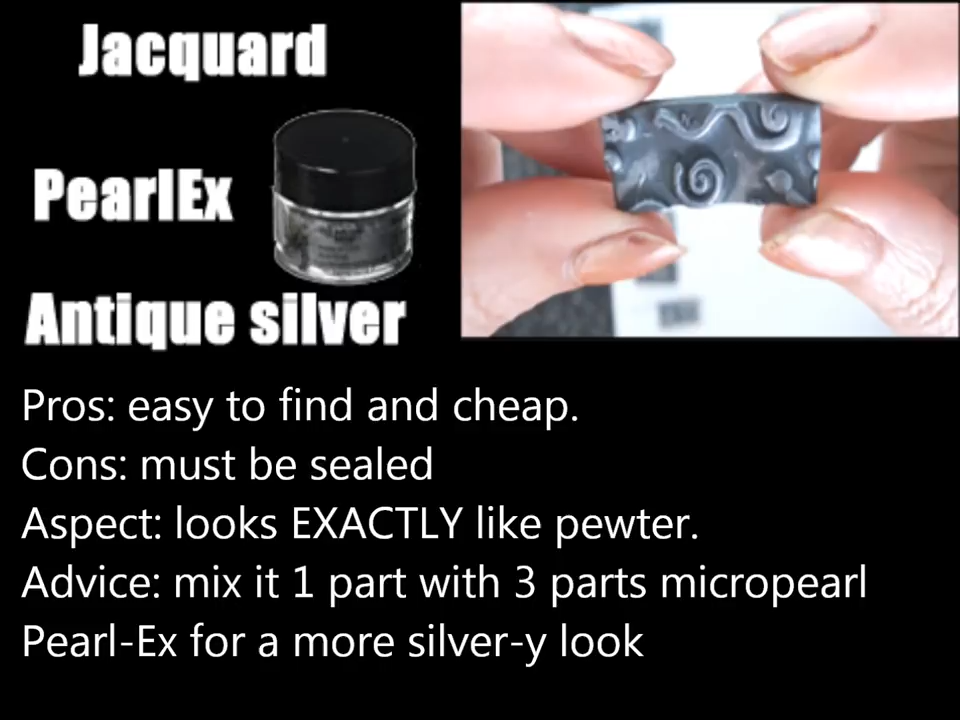 Jacquard
PearlEx
Antique silver
Pros: easy to find and cheap.
Cons: must be sealed
Aspect: looks EXACTLY like pewter.
Advice: mix it 1 part with 3 parts micropearl
Pearl-Ex for a more silver-y look